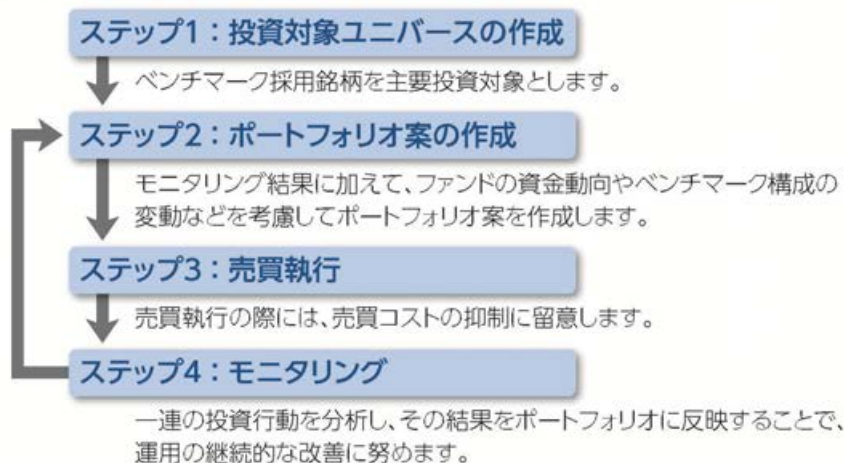 ステップ1：投資対象ユニバースの作成
ベンチマーク採用銘柄を主要投資対象とします。
ステップ2：ポートフォリオ案の作成
モニタリング結果に加えて、ファンドの資金動向やベンチマーク構成の
変動などを考慮してポートフォリオ案を作成します。
ステップ3：売買執行
売買執行の際には、売買コストの抑制に留意します。
ステップ4：モニタリング
一連の投資行動を分析し、その結果をポートフォリオに反映することで、
運用の継続的な改善に努めます。